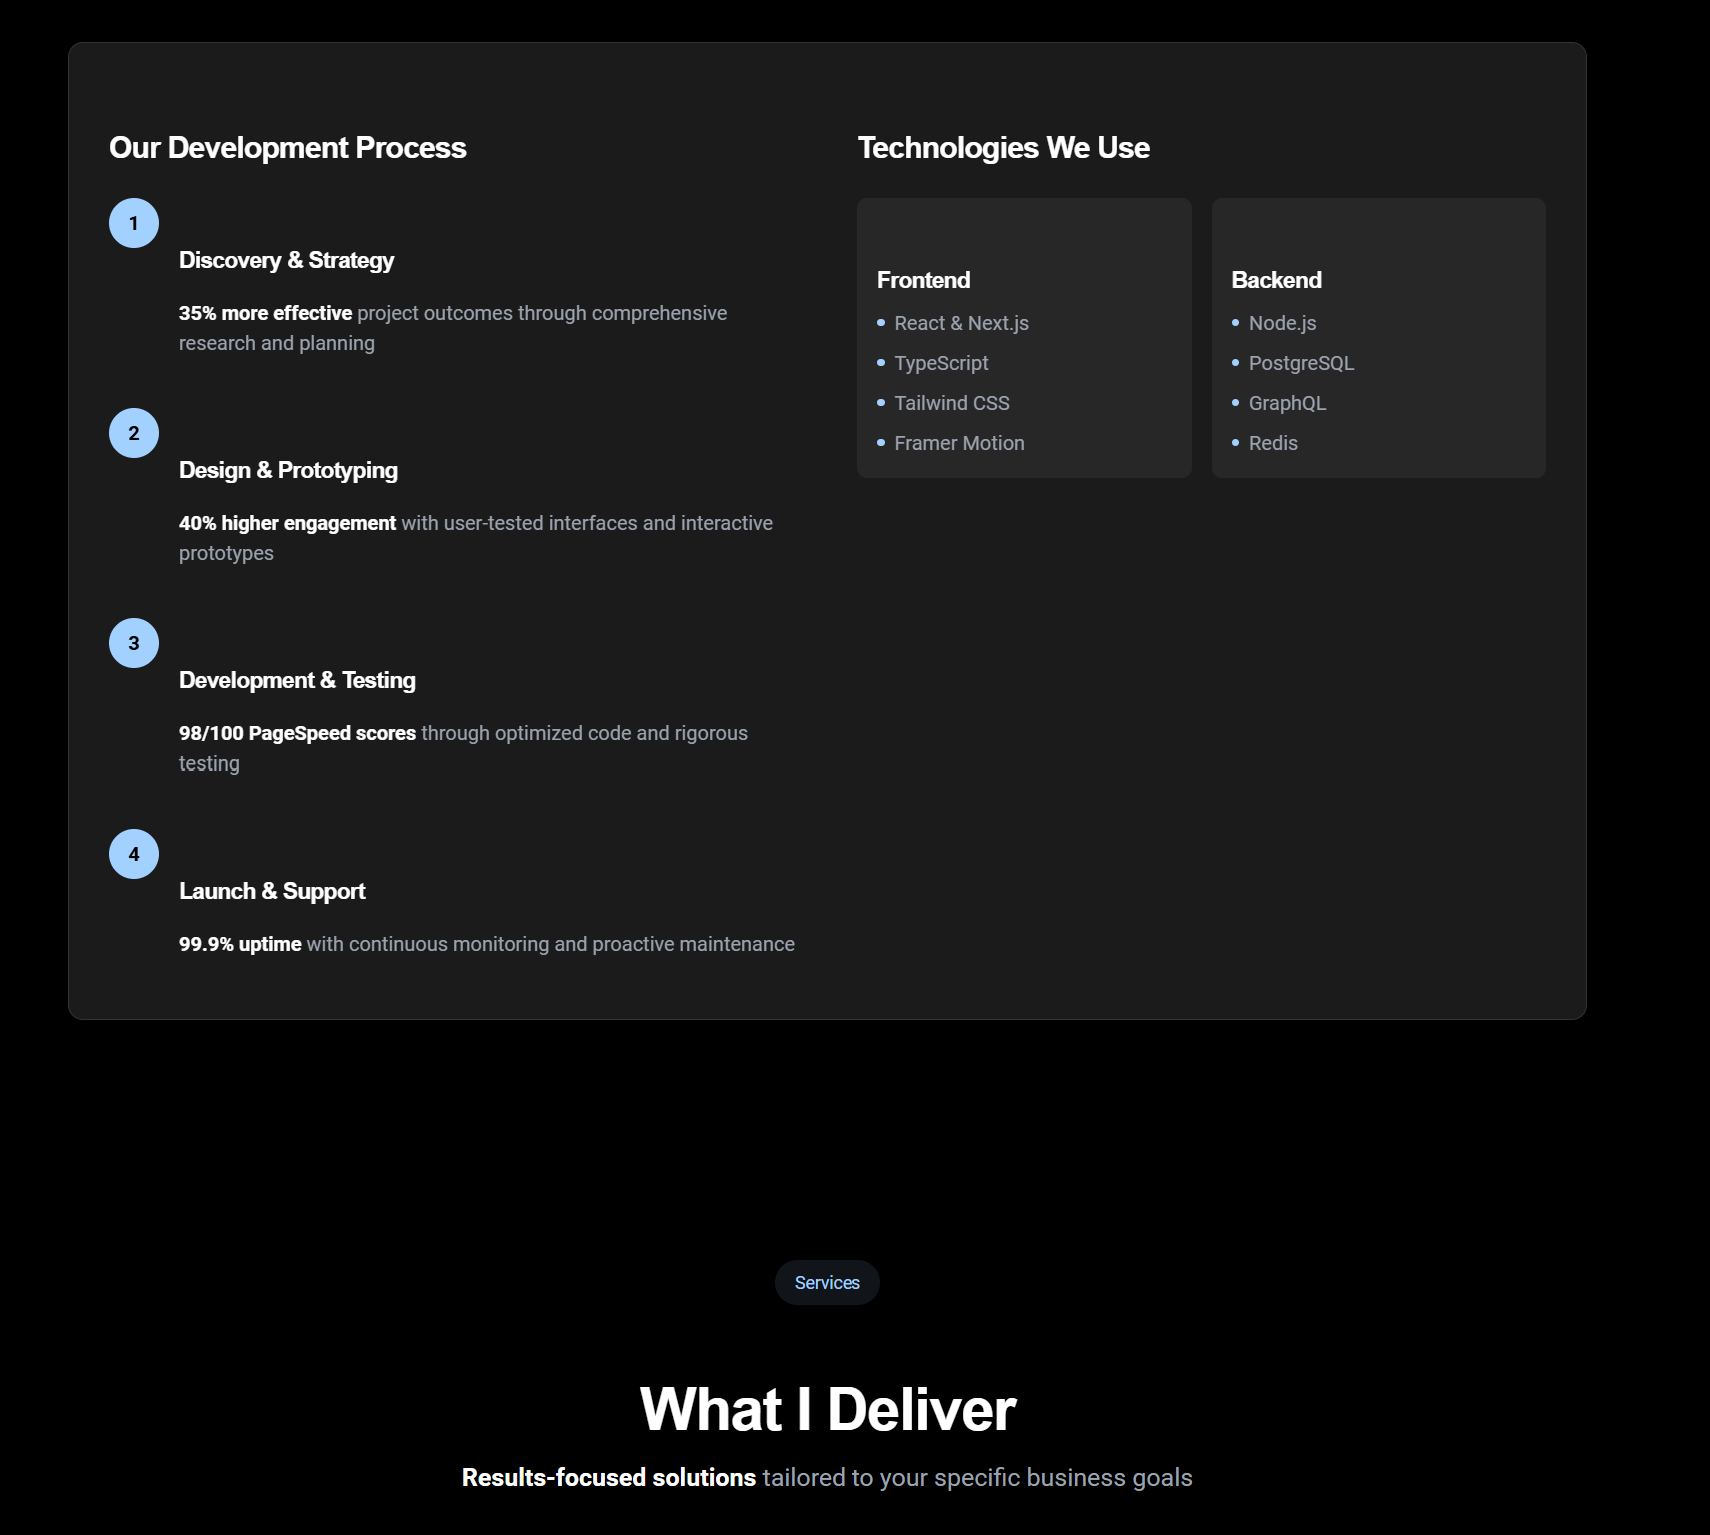 Our Development Process
1
Discovery & Strategy
35% more effective project outcomes through comprehensive
research and planning
2
Design & Prototyping
40% higher engagement with user-tested interfaces and interactive
prototypes
3
Development & Testing
98/100 PageSpeed scores through optimized code and rigorous
testing
4
Launch & Support
99.9% uptime with continuous monitoring and proactive maintenance
Technologies We Use
Frontend
React & Next.js
TypeScript
Tailwind CSS
Framer Motion
Backend
Node.js
PostgreSQL
GraphQL
Redis
Services
What I Deliver
Results-focused solutions tailored to your specific business goals